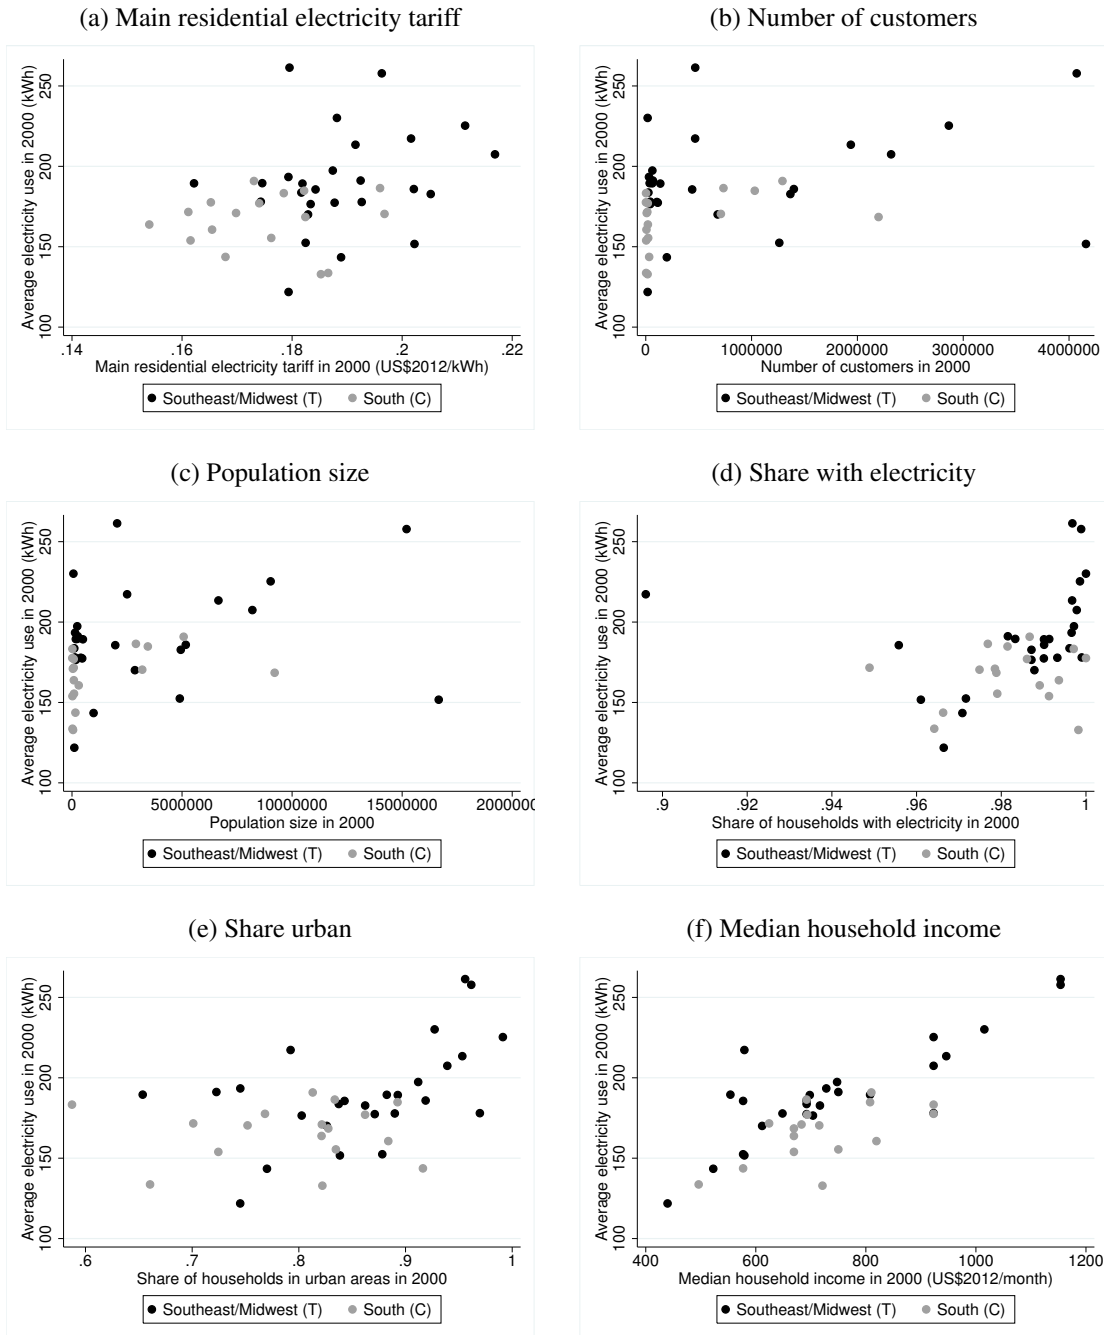 (a) Main residential electricity tariff
Average electricity use in 2000 (kWh)
250
200
150
100
.14 .16 .18 .2 .22
Main residential electricity tariff in 2000 (US$2012/kWh)
Southeast/Midwest (T) South (C)
(b) Number of customers
Average electricity use in 2000 (kWh)
250
200
150
100
0 1000000 2000000 3000000 4000000
Number of customers in 2000
Southeast/Midwest (T) South (C)
(c) Population size
Average electricity use in 2000 (kWh)
250
200
150
100
0 5000000 10000000 15000000 2000000
Population size in 2000
Southeast/Midwest (T) South (C)
(d) Share with electricity
Average electricity use in 2000 (kWh)
250
200
150
100
.9 .92 .94 .96 .98 1
Share of households with electricity in 2000
Southeast/Midwest (T) South (C)
(e) Share urban
Average electricity use in 2000 (kWh)
250
200
150
100
.6 .7 .8 .9 1
Share of households in urban areas in 2000
Southeast/Midwest (T) South (C)
(f) Median household income
Average electricity use in 2000 (kWh)
250
200
150
100
400 600 800 1000 1200
Median household income in 2000 (US$2012/month)
Southeast/Midwest (T) South (C)